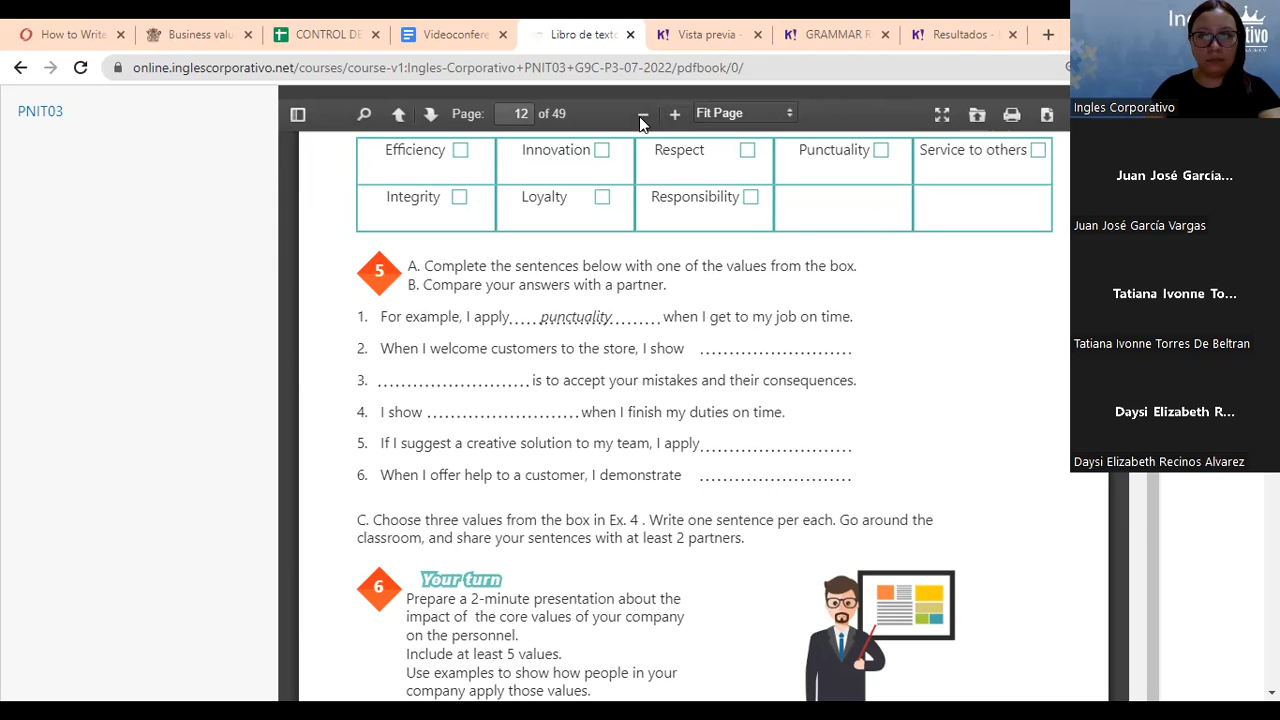 How to Write
Business valu
CONTROL DE
Videoconfere
Libro de texto
Vista previa -
GRAMMAR R
Resultados -
online.inglescorporativo.net/courses/course-v1:Ingles-Corporativo+PNIT03+G9C-P3-07-2022/pdfbook/0/
PNIT03
Page: 12 of 49
Fit Page
Efficiency Innovation Respect Punctuality Service to others
Integrity Loyalty Responsibility
5 A. Complete the sentences below with one of the values from the box.
B. Compare your answers with a partner.
1. For example, I apply.....punctuality.........when I get to my job on time.
2. When I welcome customers to the store, I show ..........................
3. ..........................is to accept your mistakes and their consequences.
4. I show ..........................when I finish my duties on time.
5. If I suggest a creative solution to my team, I apply..........................
6. When I offer help to a customer, I demonstrate ..........................
C. Choose three values from the box in Ex. 4 . Write one sentence per each. Go around the
classroom, and share your sentences with at least 2 partners.
6 Your turn
Prepare a 2-minute presentation about the
impact of the core values of your company
on the personnel.
Include at least 5 values.
Use examples to show how people in your
company apply those values.
Ingles Corporativo
Juan José García...
Juan José García Vargas
Tatiana Ivonne To...
Tatiana Ivonne Torres De Beltran
Daysi Elizabeth R...
Daysi Elizabeth Recinos Alvarez